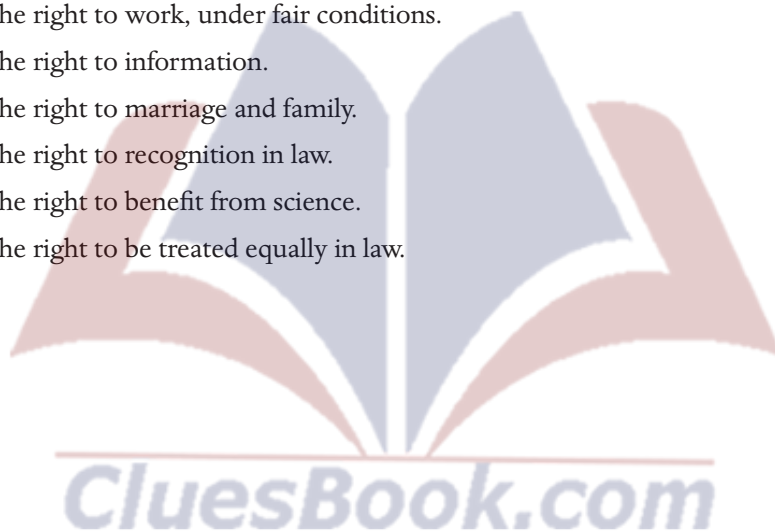 he right to work, under fair conditions.
he right to information.
he right to marriage and family.
he right to recognition in law.
he right to benefit from science.
he right to be treated equally in law.
CluesBook.com